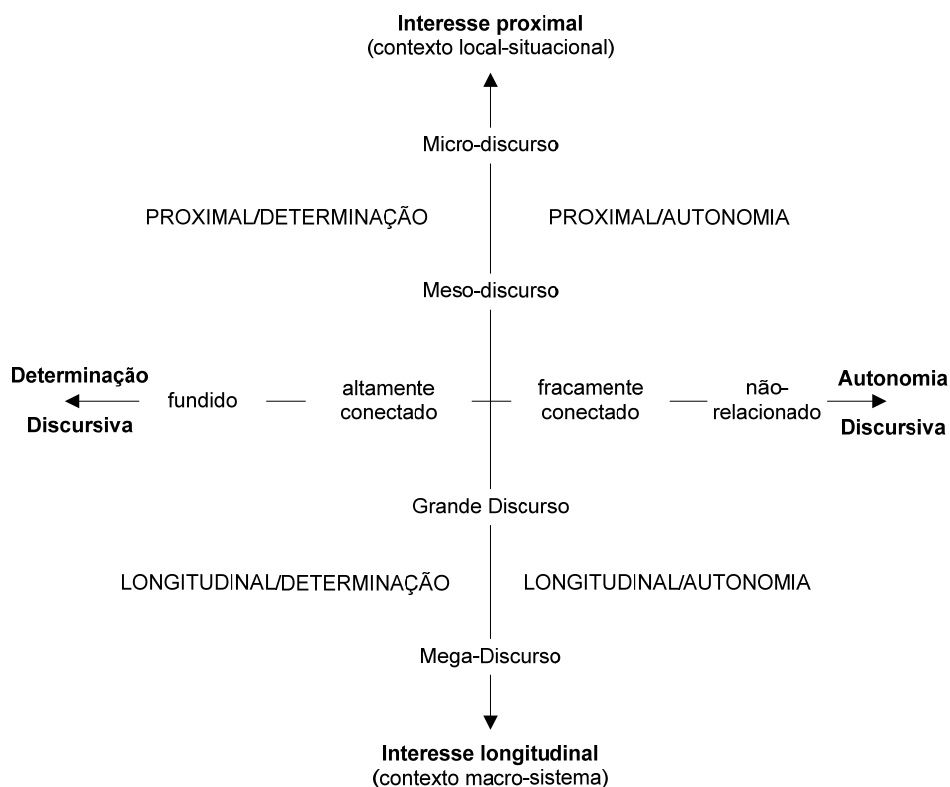 Interesse proximal
(contexto local-situacional)
Micro-discurso
PROXIMAL/DETERMINAÇÃO PROXIMAL/AUTONOMIA
Meso-discurso
Determinação
Discursiva
fundido
altamente
conectado
fracamente
conectado
não-
relacionado
Autonomia
Discursiva
Grande Discurso
LONGITUDINAL/DETERMINAÇÃO LONGITUDINAL/AUTONOMIA
Mega-Discurso
Interesse longitudinal
(contexto macro-sistema)